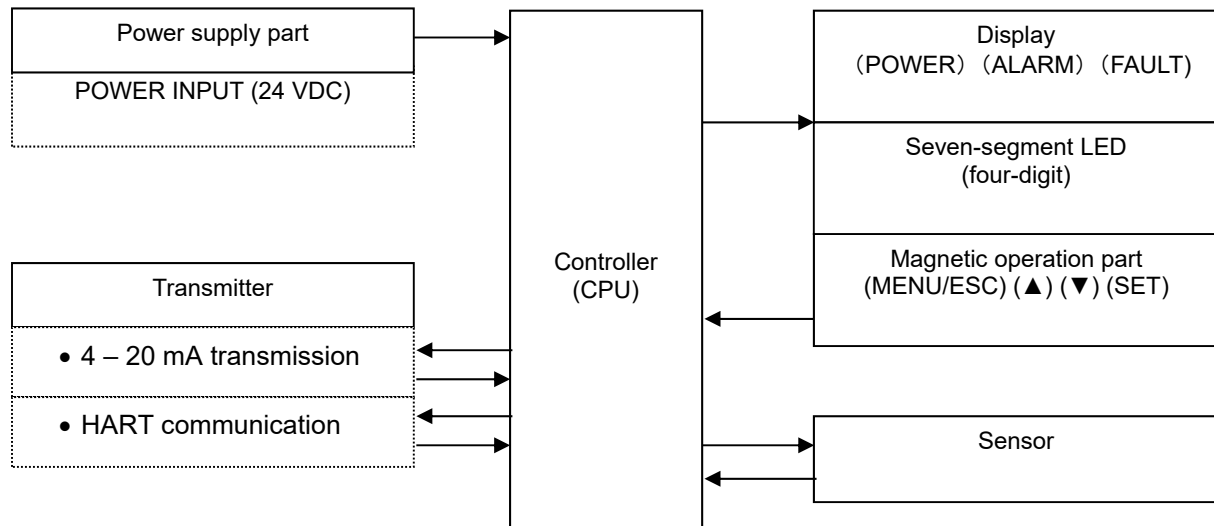 Power supply part
POWER INPUT (24 VDC)
Transmitter
• 4 – 20 mA transmission
• HART communication
Controller
(CPU)
Display
（POWER）（ALARM）（FAULT）
Seven-segment LED
(four-digit)
Magnetic operation part
(MENU/ESC) (▲) (▼) (SET)
Sensor